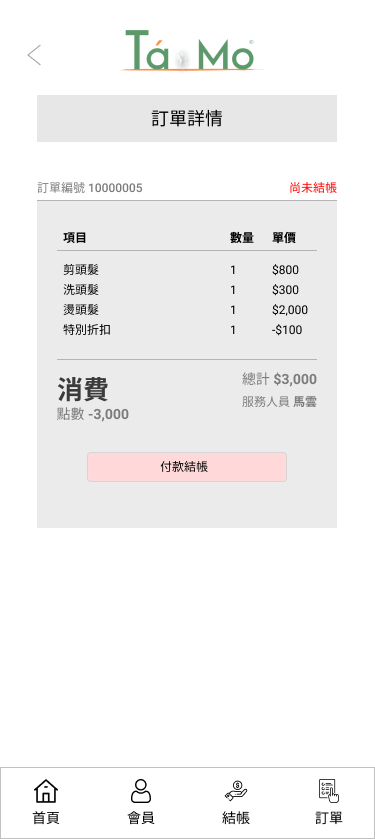 Tá Mo
訂單詳情
訂單編號 10000005 尚未結帳
項目 數量 單價
剪頭髮 1 $800
洗頭髮 1 $300
燙頭髮 1 $2,000
特別折扣 1 -$100
消費 總計 $3,000
點數 -3,000 服務人員 馬雲
付款結帳
首頁 會員 結帳 訂單